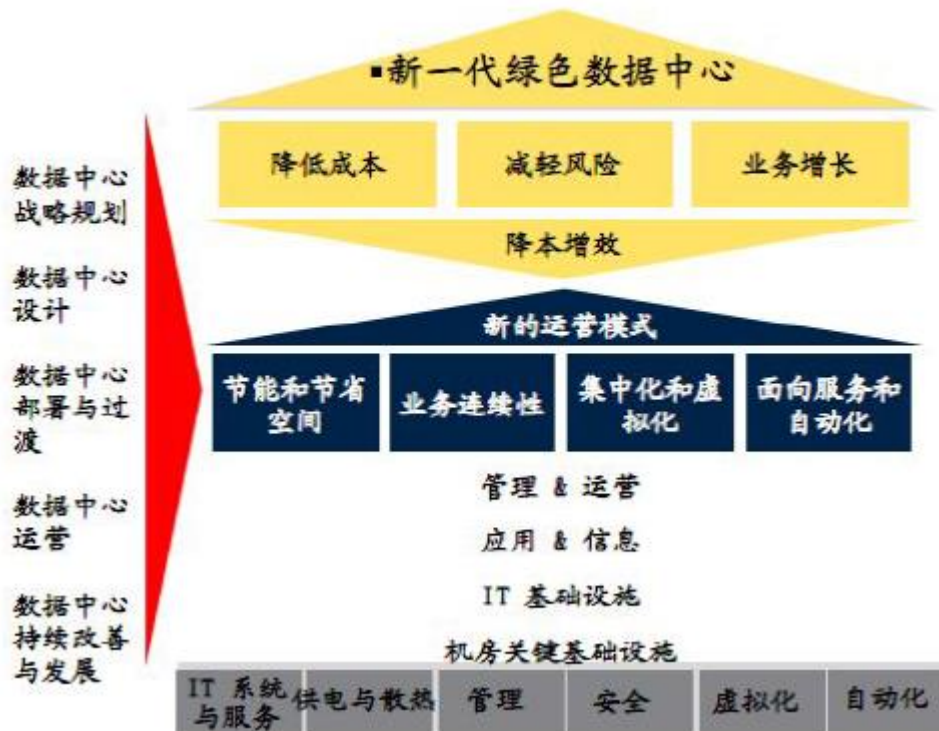 ▪新一代绿色数据中心
降低成本
减轻风险
业务增长
降本增效
新的运营模式
节能和节省
空间
业务连续性
集中化和虚
拟化
面向服务和
自动化
管理 & 运营
应用 & 信息
IT 基础设施
机房关键基础设施
IT 系统
与服务
供电与散热
管理
安全
虚拟化
自动化
数据中心
战略规划
数据中心
设计
数据中心
部署与过
渡
数据中心
运营
数据中心
持续改善
与发展